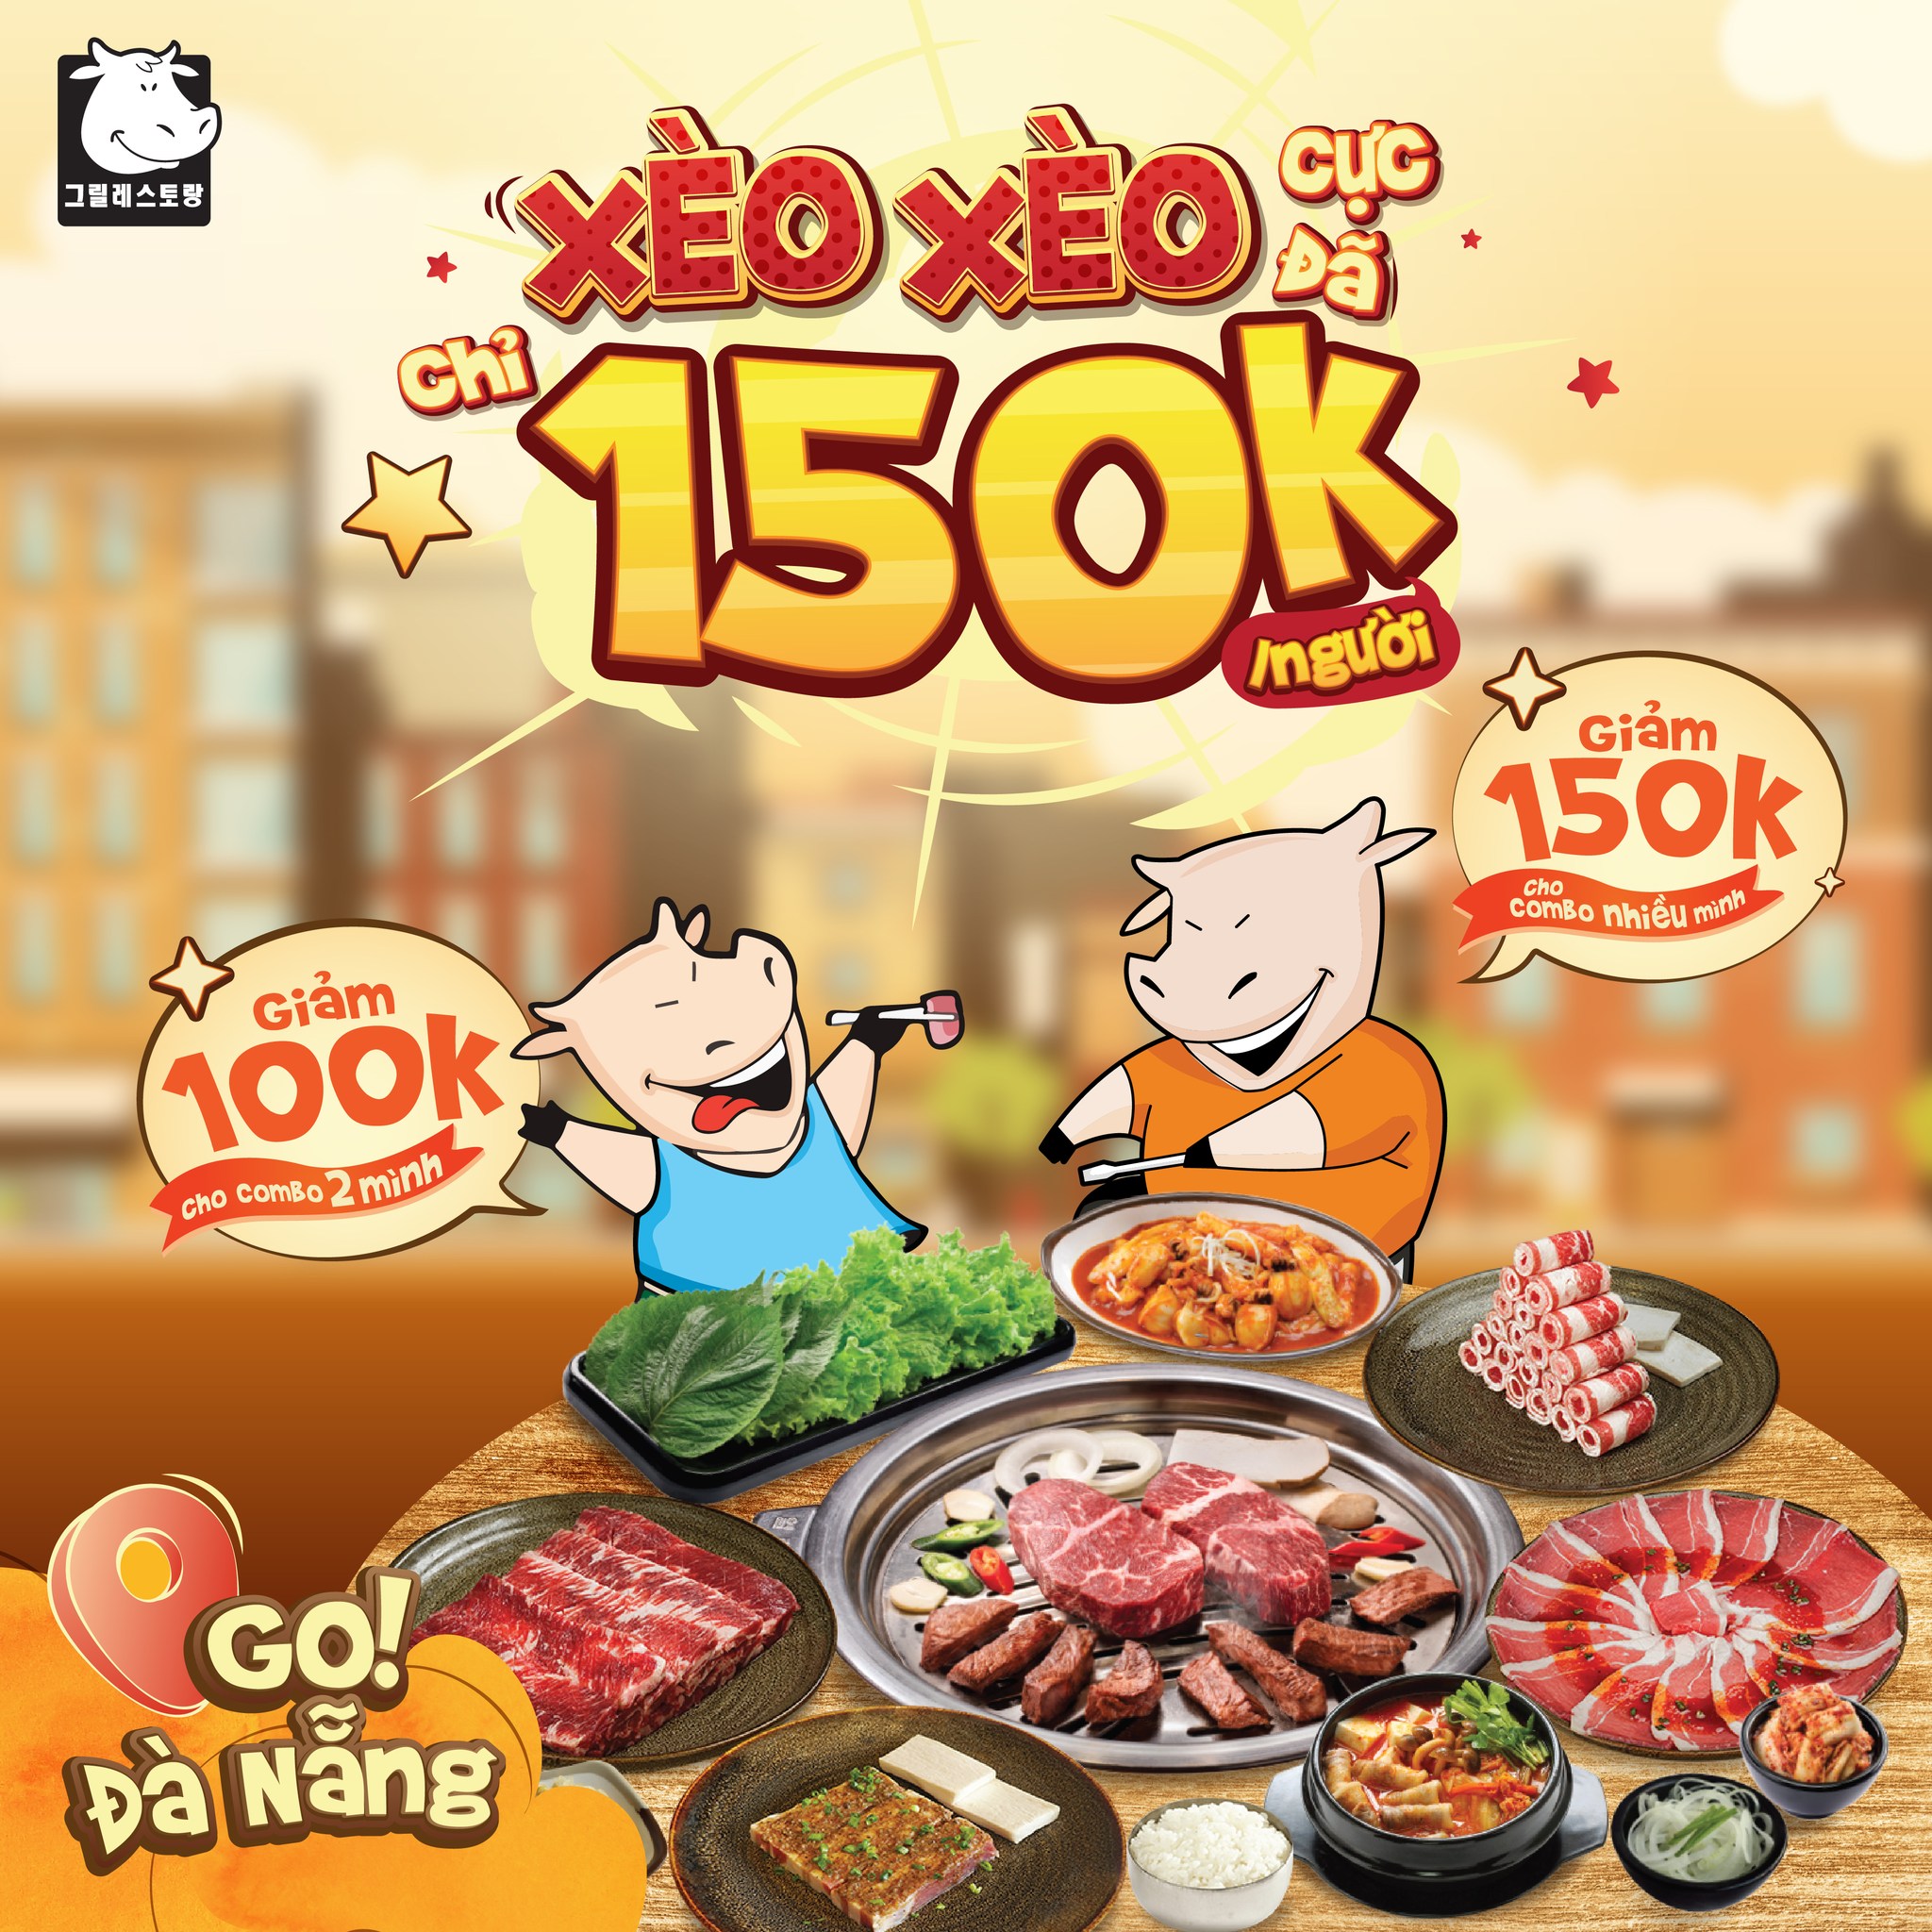 그릴레스토랑
XÈO XÈO CỰC ĐÃ
Chỉ 150K
/người
Giảm
150K
cho
comBo nhiều mình
Giảm
100K
cho comBo 2 mình
GO!
Đà Nẵng